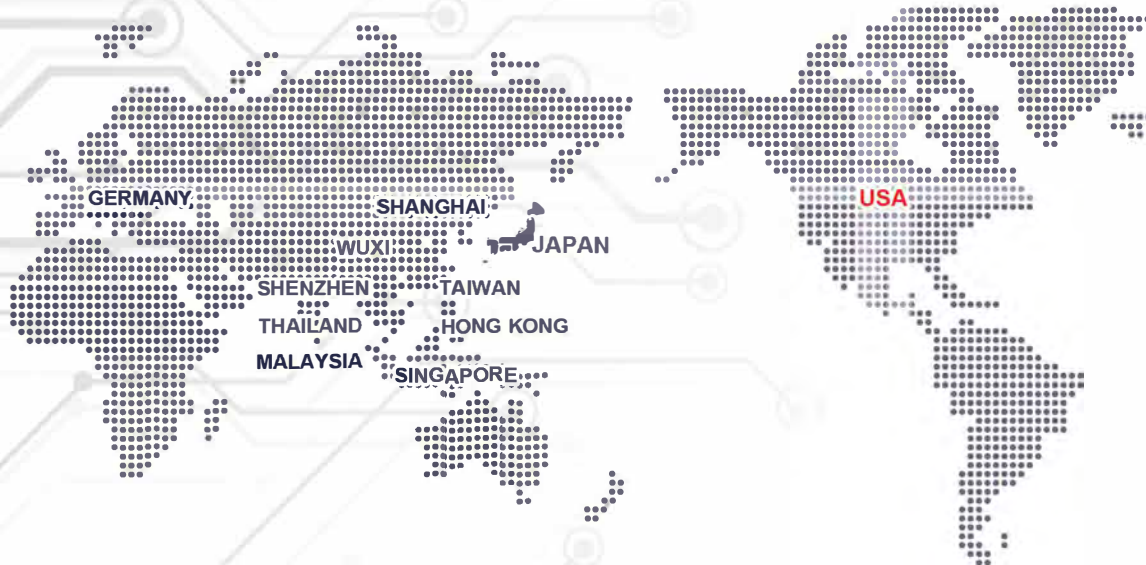 GERMANY
SHANGHAI
USA
WUXI
JAPAN
SHENZHEN
TAIWAN
THAILAND
HONG KONG
MALAYSIA
SINGAPORE